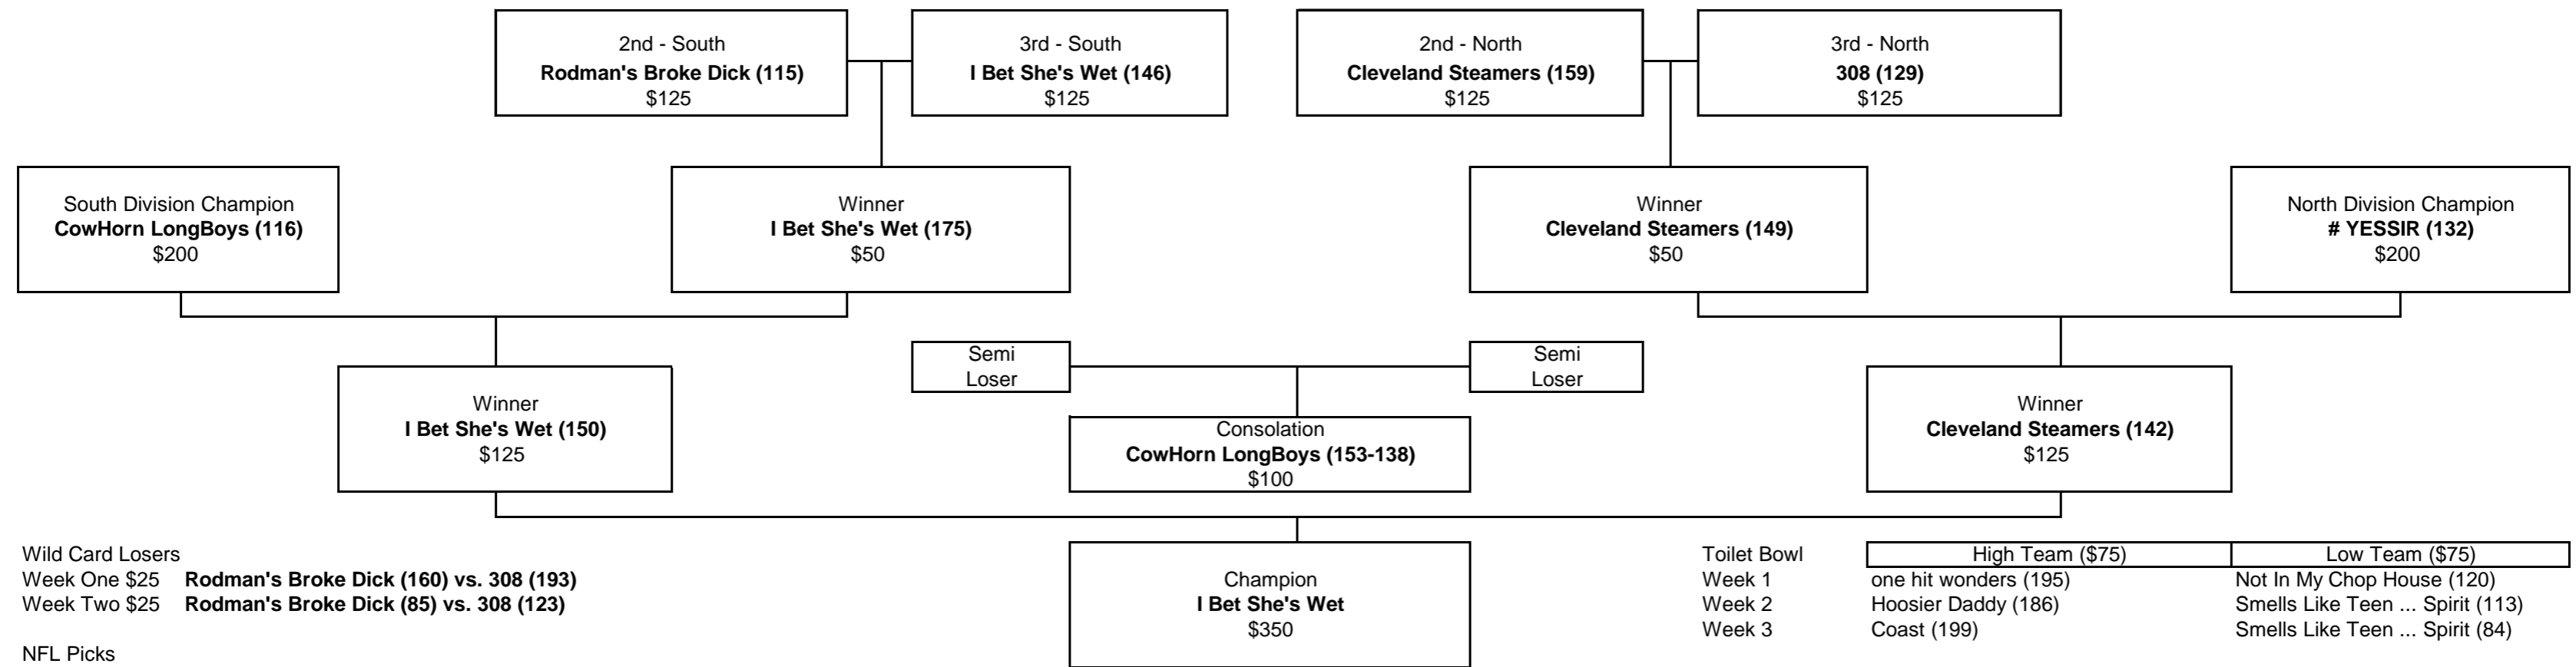 2nd - South
Rodman's Broke Dick (115)
$125
3rd - South
I Bet She's Wet (146)
$125
2nd - North
Cleveland Steamers (159)
$125
3rd - North
308 (129)
$125
South Division Champion
CowHorn LongBoys (116)
$200
Winner
I Bet She's Wet (175)
$50
Winner
Cleveland Steamers (149)
$50
North Division Champion
# YESSIR (132)
$200
Semi
Loser
Semi
Loser
Winner
I Bet She's Wet (150)
$125
Consolation
CowHorn LongBoys (153-138)
$100
Winner
Cleveland Steamers (142)
$125
Wild Card Losers
Week One $25 Rodman's Broke Dick (160) vs. 308 (193)
Week Two $25 Rodman's Broke Dick (85) vs. 308 (123)
NFL Picks
Champion
I Bet She's Wet
$350
Toilet Bowl High Team ($75) Low Team ($75)
Week 1 one hit wonders (195) Not In My Chop House (120)
Week 2 Hoosier Daddy (186) Smells Like Teen ... Spirit (113)
Week 3 Coast (199) Smells Like Teen ... Spirit (84)